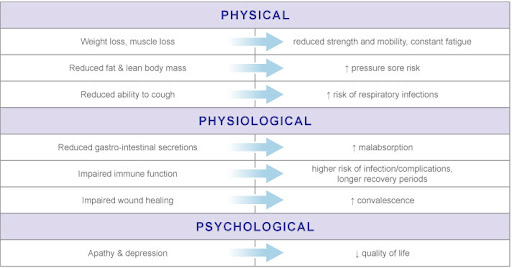 PHYSICAL
Weight loss, muscle loss reduced strength and mobility, constant fatigue
Reduced fat & lean body mass ↑ pressure sore risk
Reduced ability to cough ↑ risk of respiratory infections
PHYSIOLOGICAL
Reduced gastro-intestinal secretions ↑ malabsorption
Impaired immune function higher risk of infection/complications,
longer recovery periods
Impaired wound healing ↑ convalescence
PSYCHOLOGICAL
Apathy & depression ↓ quality of life